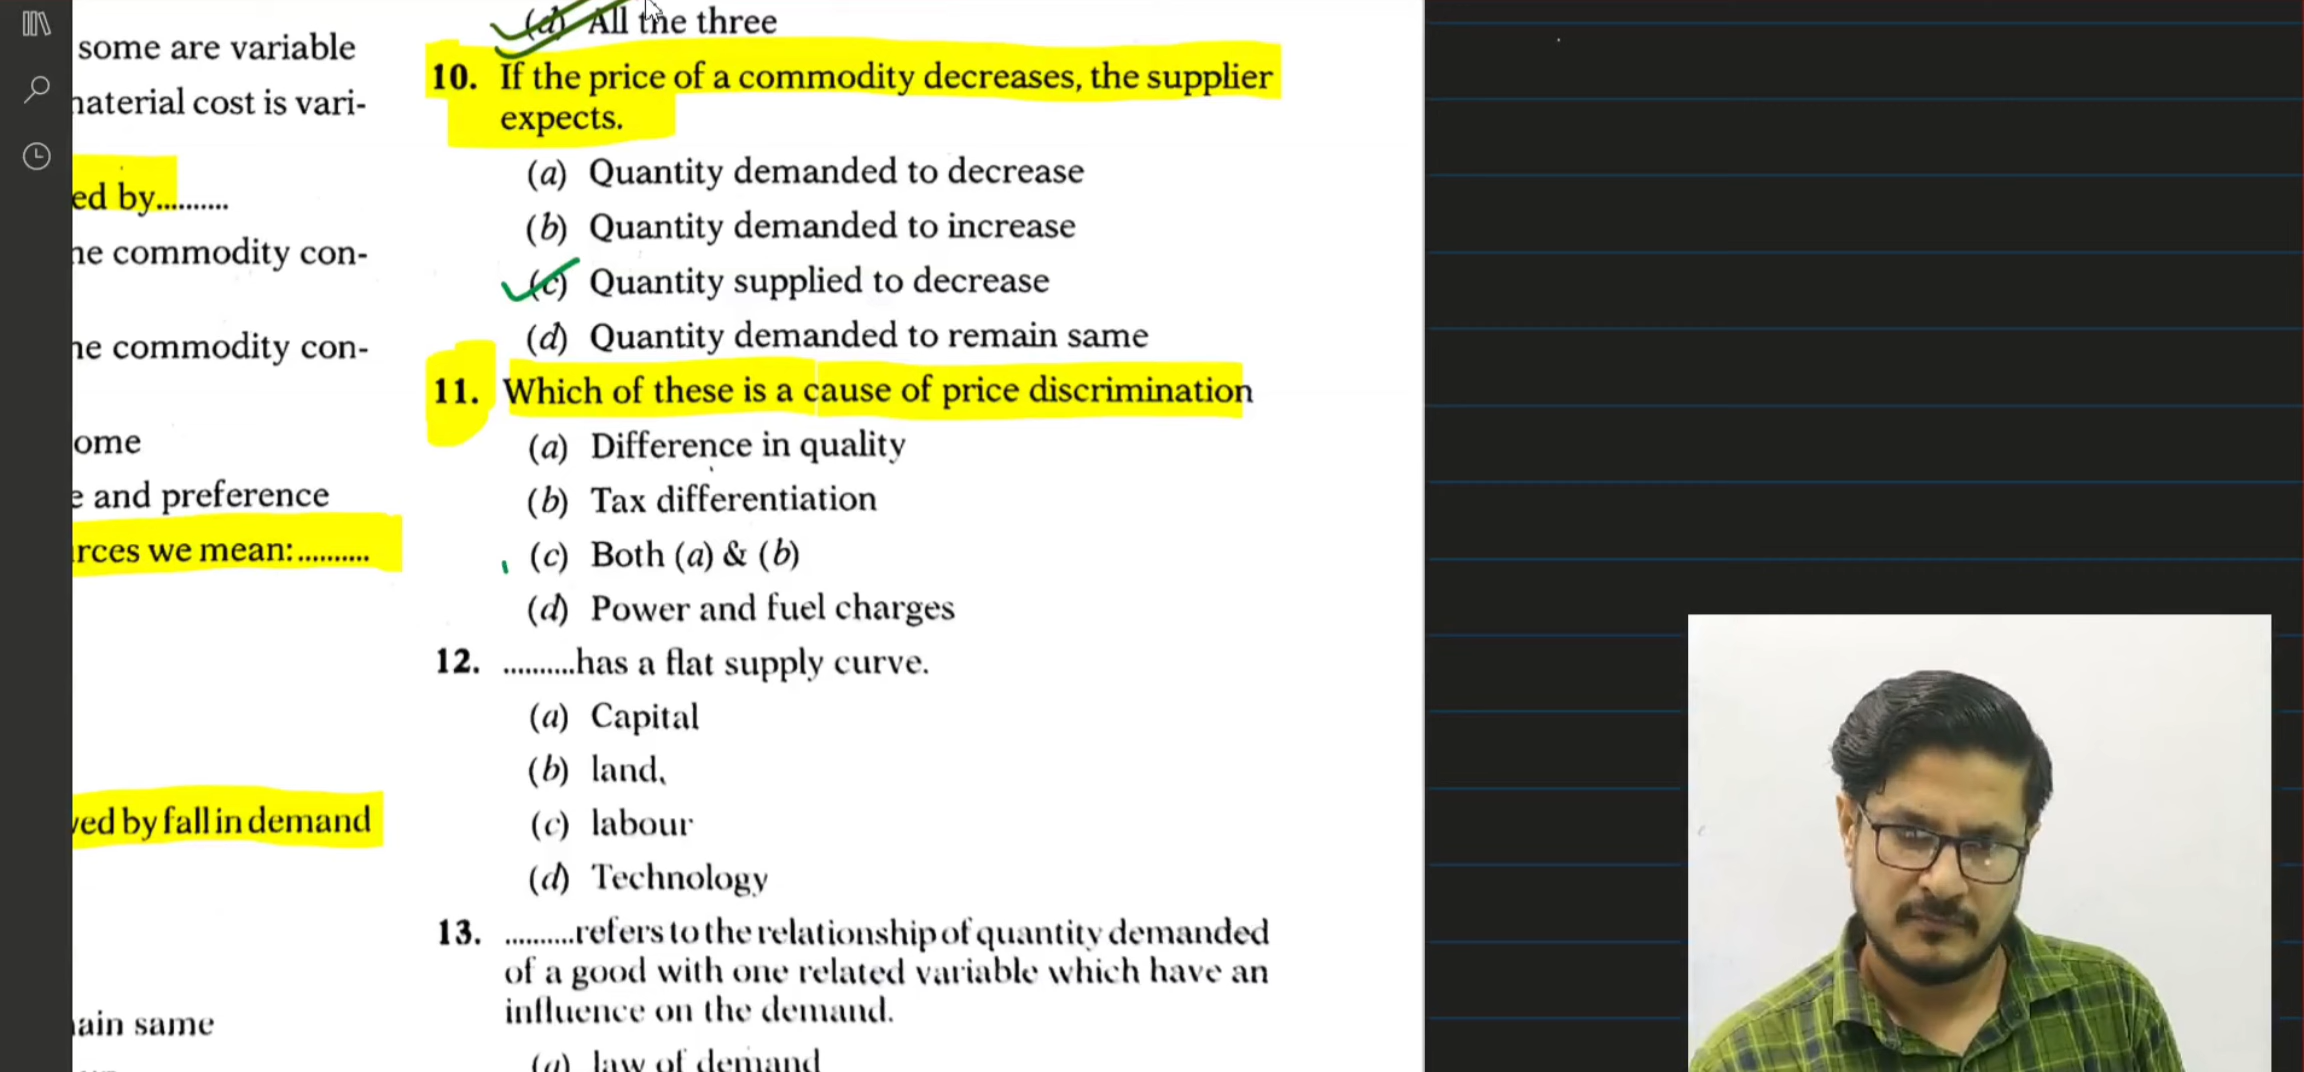 some are variable
naterial cost is vari-
ed by..........
ne commodity con-
ne commodity con-
ome
e and preference
rces we mean:..........
ved by fall in demand
ain same
(d) All the three
10. If the price of a commodity decreases, the supplier
expects.
(a) Quantity demanded to decrease
(b) Quantity demanded to increase
(c) Quantity supplied to decrease
(d) Quantity demanded to remain same
11. Which of these is a cause of price discrimination
(a) Difference in quality
(b) Tax differentiation
(c) Both (a) & (b)
(d) Power and fuel charges
12. ..........has a flat supply curve.
(a) Capital
(b) land,
(c) labour
(d) Technology
13. ..........refers to the relationship of quantity demanded
of a good with one related variable which have an
influence on the demand.
(a) law of demand